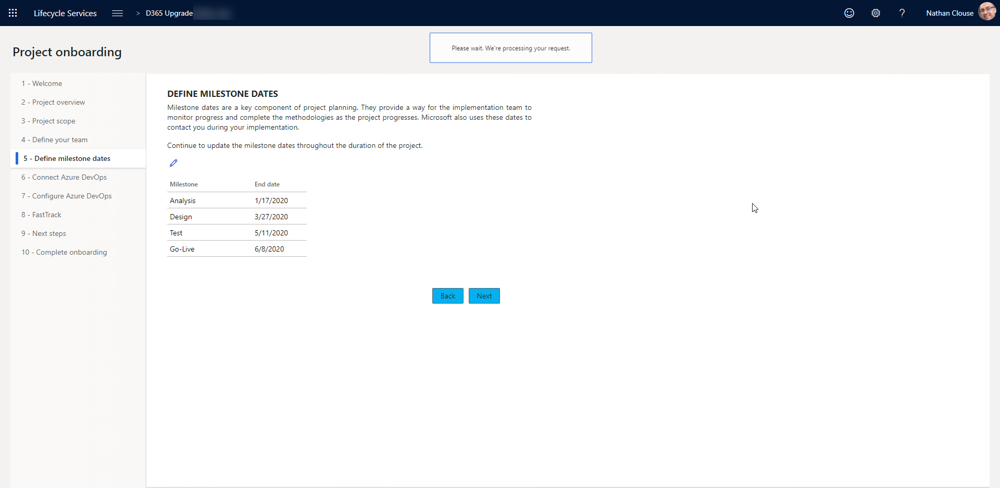 Lifecycle Services > D365 Upgrade ? Nathan Clouse
Please wait. We're processing your request.
Project onboarding
1 - Welcome
2 - Project overview
3 - Project scope
4 - Define your team
5 - Define milestone dates
6 - Connect Azure DevOps
7 - Configure Azure DevOps
8 - FastTrack
9 - Next steps
10 - Complete onboarding
DEFINE MILESTONE DATES
Milestone dates are a key component of project planning. They provide a way for the implementation team to
monitor progress and complete the methodologies as the project progresses. Microsoft also uses these dates to
contact you during your implementation.
Continue to update the milestone dates throughout the duration of the project.
Milestone End date
Analysis 1/17/2020
Design 3/27/2020
Test 5/11/2020
Go-Live 6/8/2020
Back Next